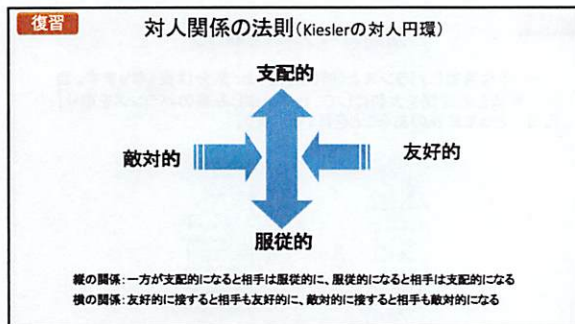 復習
対人関係の法則(Kieslerの対人円環)
支配的
敵対的
友好的
服従的
縦の関係:一方が支配的になると相手は服従的に、服従的になると相手は支配的になる
横の関係:友好的に接すると相手も友好的に、敵対的に接すると相手も敵対的になる